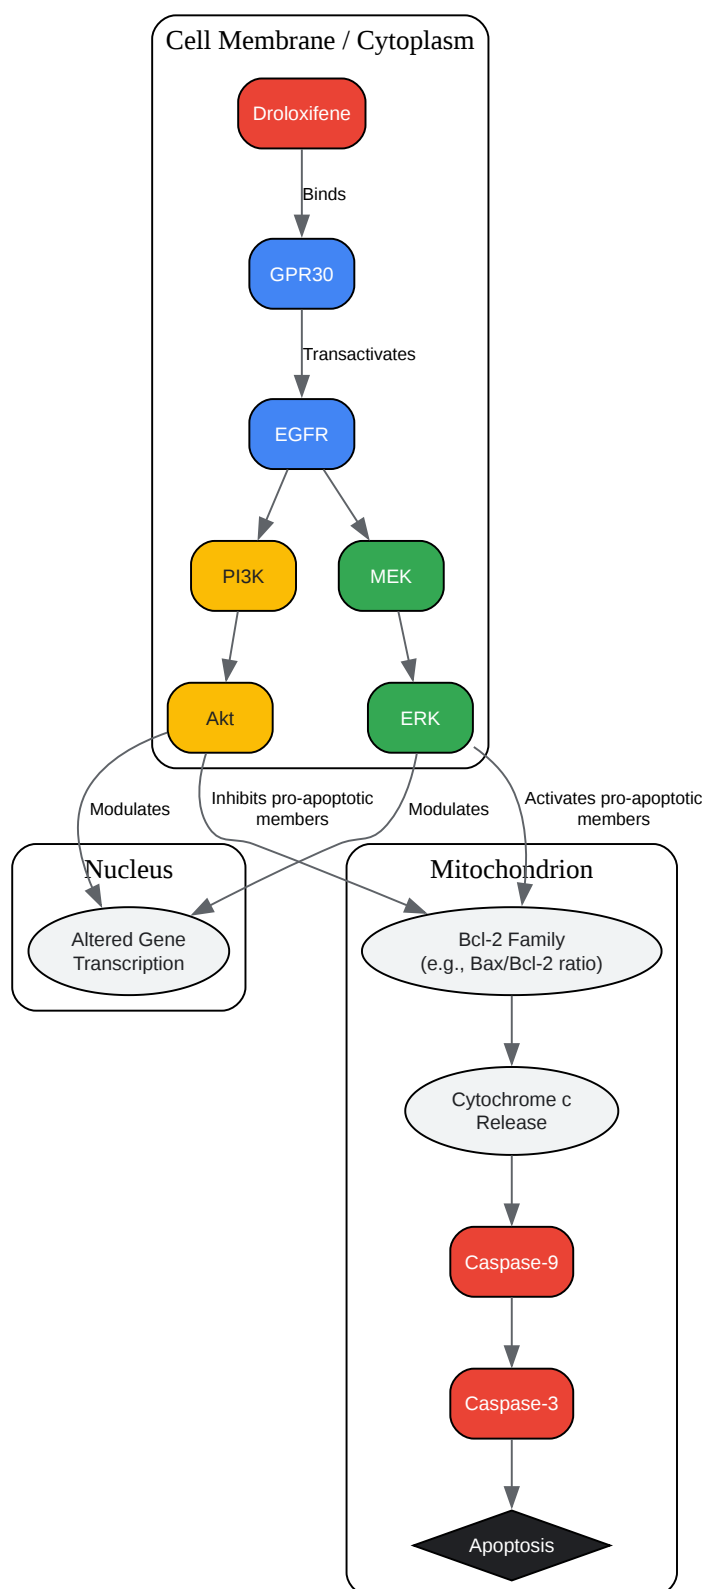 Cell Membrane / Cytoplasm
Droloxifene
Binds
GPR30
Transactivates
EGFR
PI3K
MEK
Akt
ERK
Modulates
Inhibits pro-apoptotic
members
Modulates
Activates pro-apoptotic
members
Nucleus
Mitochondrion
Altered Gene
Transcription
Bcl-2 Family
(e.g., Bax/Bcl-2 ratio)
Cytochrome c
Release
Caspase-9
Caspase-3
Apoptosis